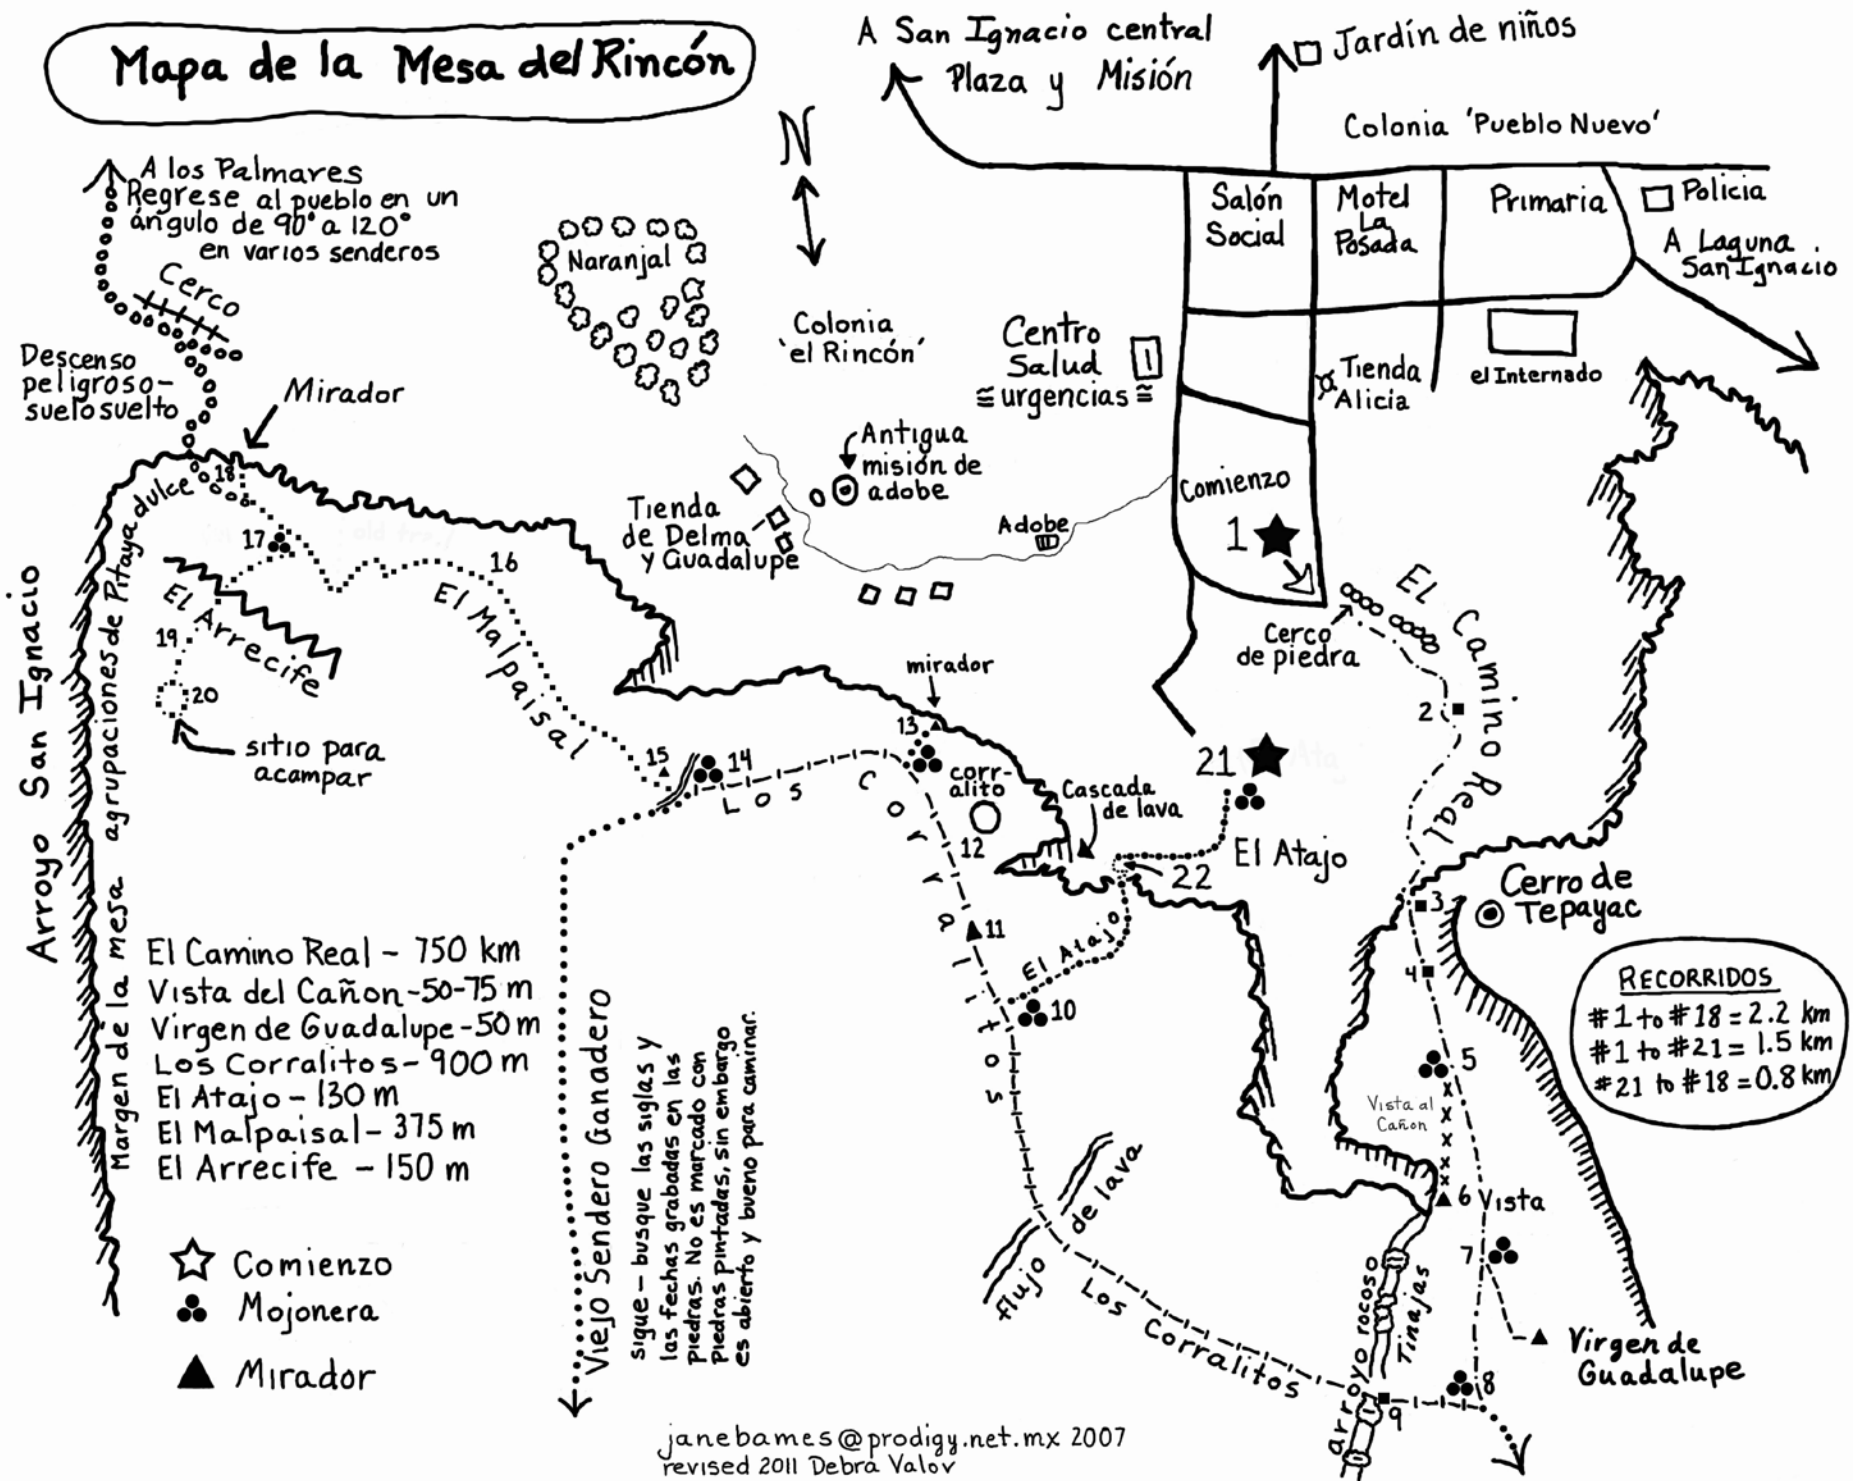 Mapa de la Mesa del Rincón
A San Ignacio central
Plaza y Misión
Jardín de niños
Colonia 'Pueblo Nuevo'
N
A los Palmares
Regrese al pueblo en un
ángulo de 90° a 120°
en varios senderos
Cerco
Descenso
peligroso-
suelo suelto
Mirador
Naranjal
Colonia
'el Rincón'
Salón
Social
Motel
La
Posada
Primaria
Policia
A Laguna
San Ignacio
Centro
Salud
≅ urgencias ≅
Tienda
Alicia
el Internado
Antigua
misión de
adobe
Tienda
de Delma
y Guadalupe
Adobe
Comienzo
1
Cerco
de piedra
El Camino Real
2
18
17
16
El Malpaisal
El Arrecife
19
20
sitio para
acampar
Arroyo San Ignacio
Margen de la mesa
agrupaciones de Pitaya dulce
mirador
13
14
15
Los Corralitos
corr-
alito
12
Cascada
de lava
21
El Atajo
22
11
El Atajo
10
3
Cerro de
Tepayac
4
5
Vista al
Cañon
6 Vista
7
Virgen de
Guadalupe
8
9
arroyo rocoso
Tinajas
Los Corralitos
flujo de lava
RECORRIDOS
#1 to #18 = 2.2 km
#1 to #21 = 1.5 km
#21 to #18 = 0.8 km
El Camino Real - 750 km
Vista del Cañon-50-75 m
Virgen de Guadalupe -50 m
Los Corralitos - 900 m
El Atajo - 130 m
El Malpaisal - 375 m
El Arrecife - 150 m
Comienzo
Mojonera
Mirador
Viejo Sendero Ganadero
sigue - busque las siglas y
las fechas grabadas en las
piedras. No es marcado con
piedras pintadas, sin embargo
es abierto y bueno para caminar.
janebames@prodigy.net.mx 2007
revised 2011 Debra Valov